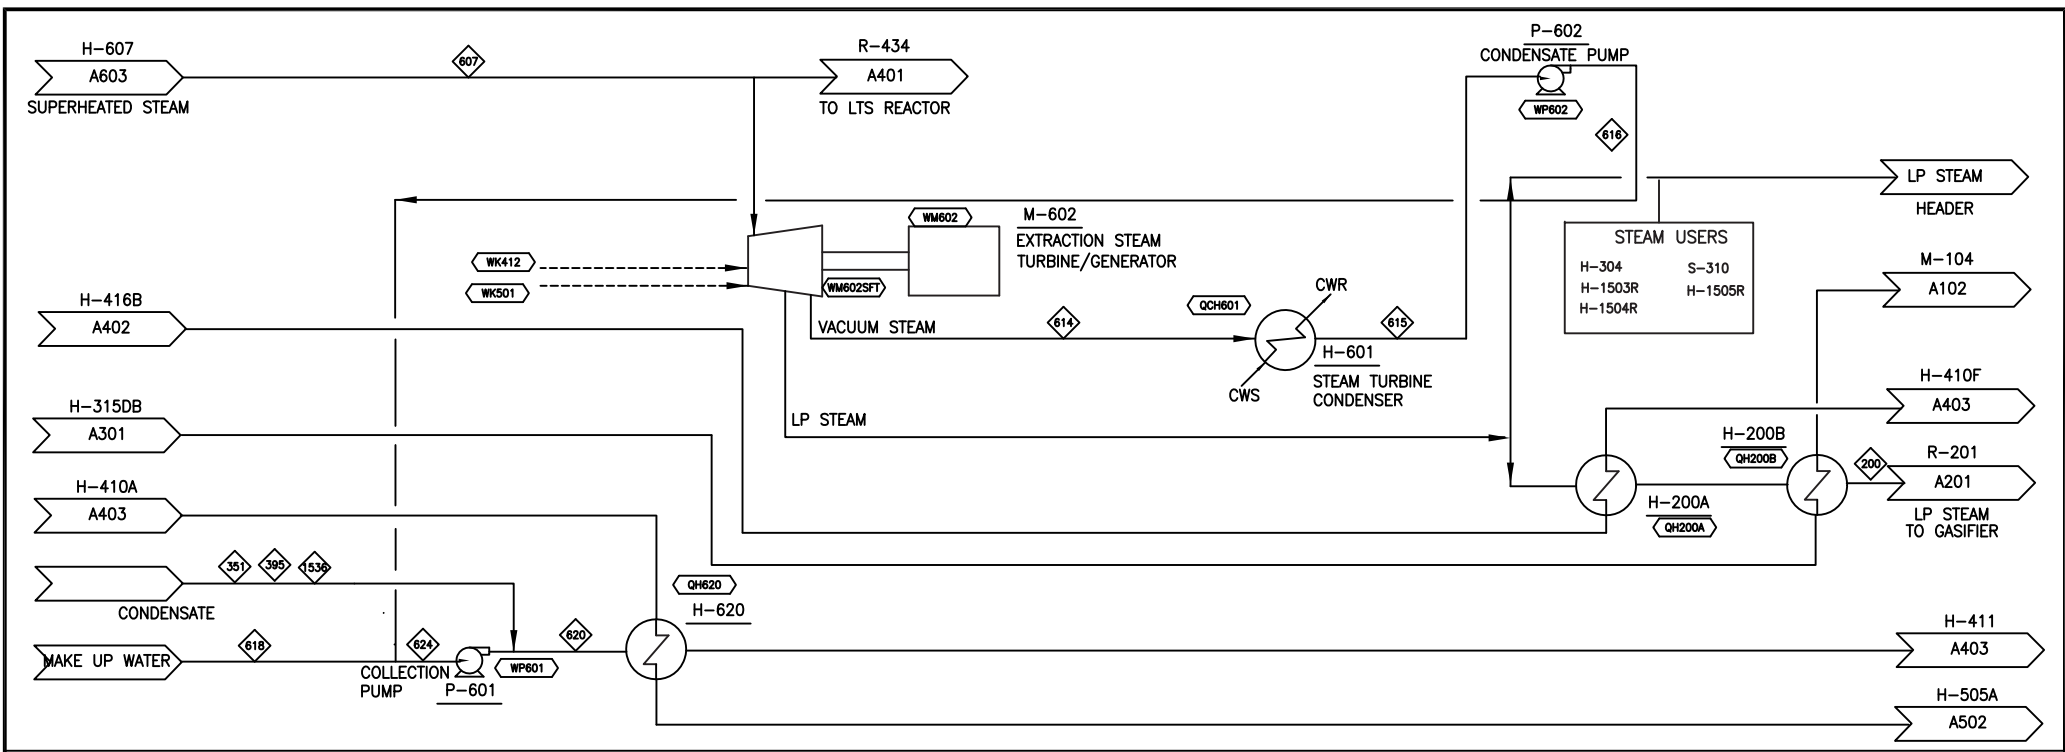 H-607
A603
SUPERHEATED STEAM
607
R-434
A401
TO LTS REACTOR
P-602
CONDENSATE PUMP
WP602
616
LP STEAM
HEADER
WM602
M-602
EXTRACTION STEAM
TURBINE/GENERATOR
WM602SFT
WK412
WK501
STEAM USERS
H-304
S-310
H-1503R
H-1505R
H-1504R
M-104
A102
H-416B
A402
VACUUM STEAM
614
QCH601
CWR
CWS
615
H-601
STEAM TURBINE
CONDENSER
H-410F
A403
H-315DB
A301
LP STEAM
H-200B
QH200B
200
R-201
A201
LP STEAM
TO GASIFIER
H-200A
QH200A
H-410A
A403
351
395
1536
CONDENSATE
QH620
H-620
MAKE UP WATER
618
624
COLLECTION
PUMP
P-601
WP601
620
H-411
A403
H-505A
A502